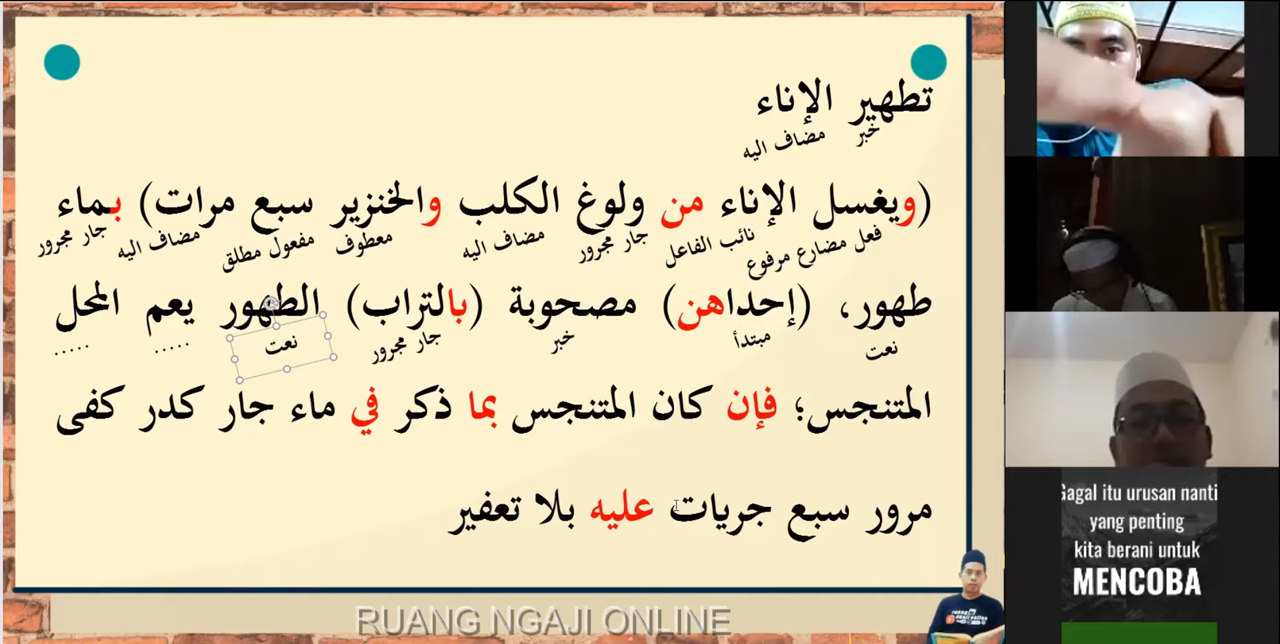 تطهير الإناء
خبر مضاف اليه
(ويغسل الإناء من ولوغ الكلب والخنزير سبع مرات) بماء
فعل مضارع مرفوع نائب الفاعل جار مجرور مضاف اليه معطوف مفعول مطلق مضاف اليه جار مجرور
طهور، (إحداهن) مصحوبة (بالتراب) الطهور يعم المحل
نعت مبتدأ خبر جار مجرور نعت ..... .....
المتنجس؛ فإن كان المتنجس بما ذكر في ماء جار كدر كفى
مرور سبع جريات عليه بلا تعفير
RUANG NGAJI ONLINE
Gagal itu urusan nanti
yang penting
kita berani untuk
MENCOBA